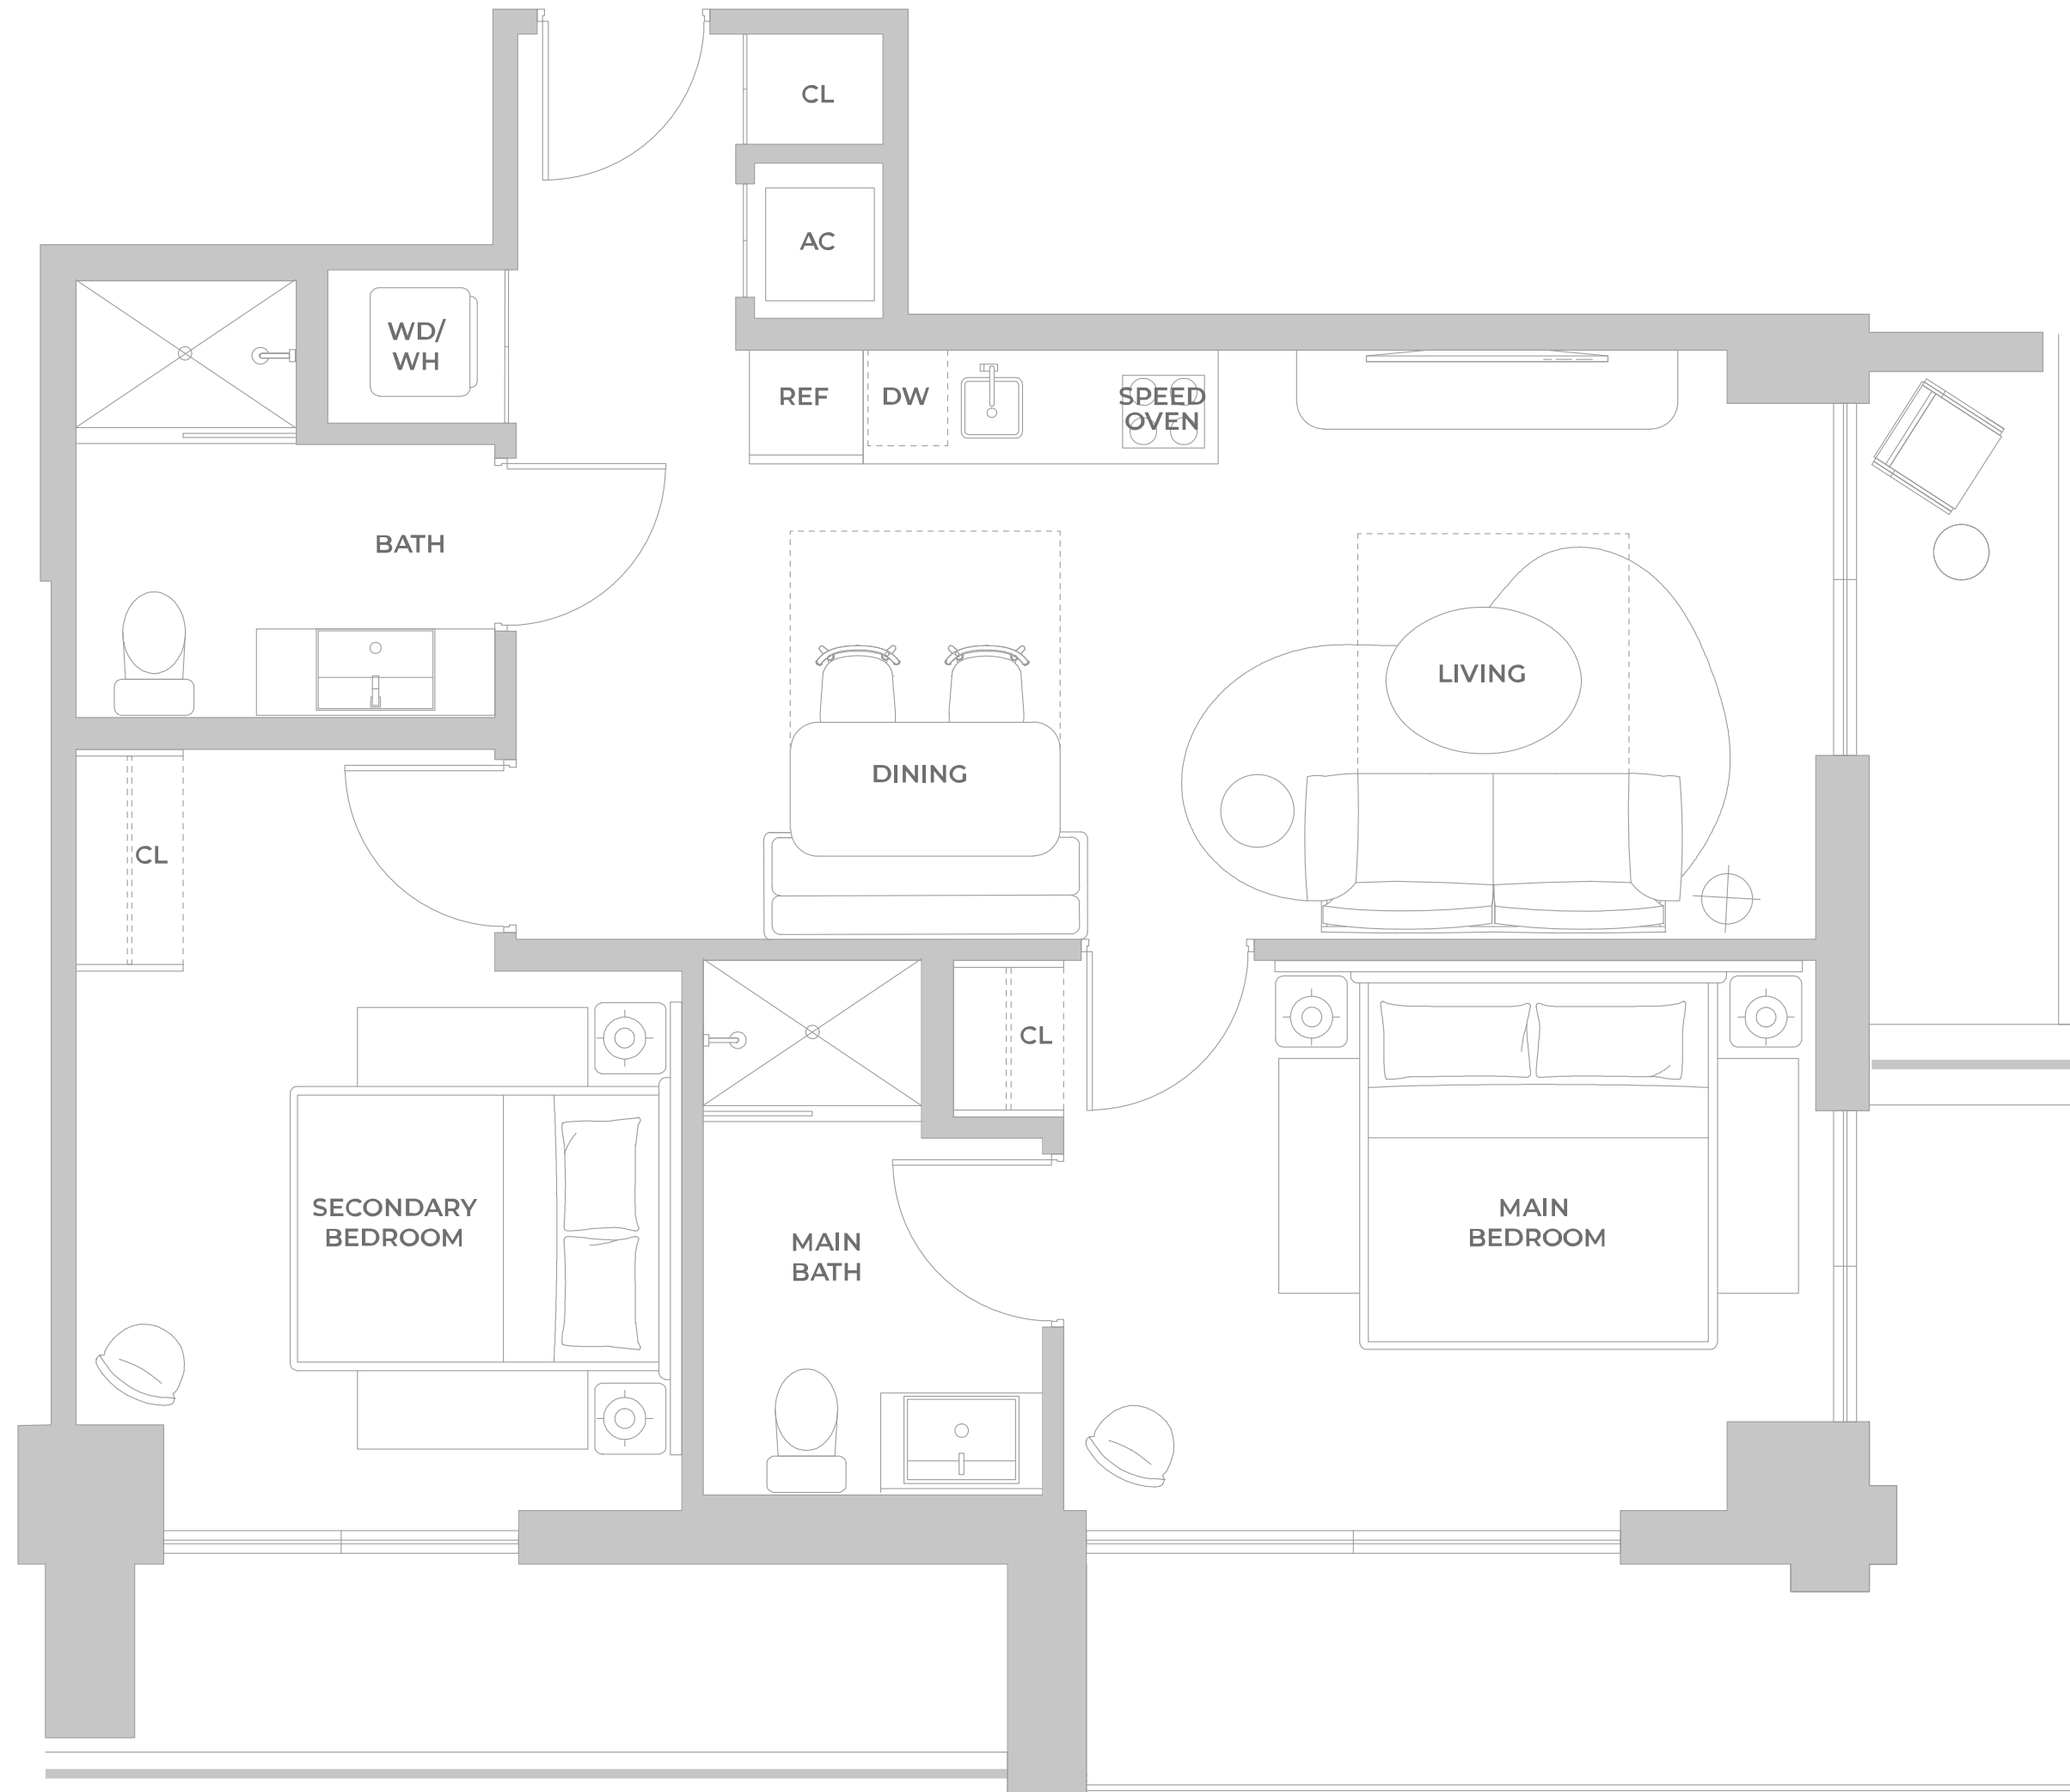 CL
AC
WD/
WH
REF
DW
SPEED
OVEN
BATH
LIVING
DINING
CL
CL
SECONDARY
BEDROOM
MAIN
BATH
MAIN
BEDROOM